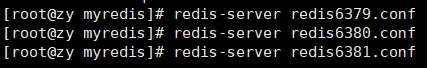 [root@zy myredis]# redis-server redis6379.conf
[root@zy myredis]# redis-server redis6380.conf
[root@zy myredis]# redis-server redis6381.conf